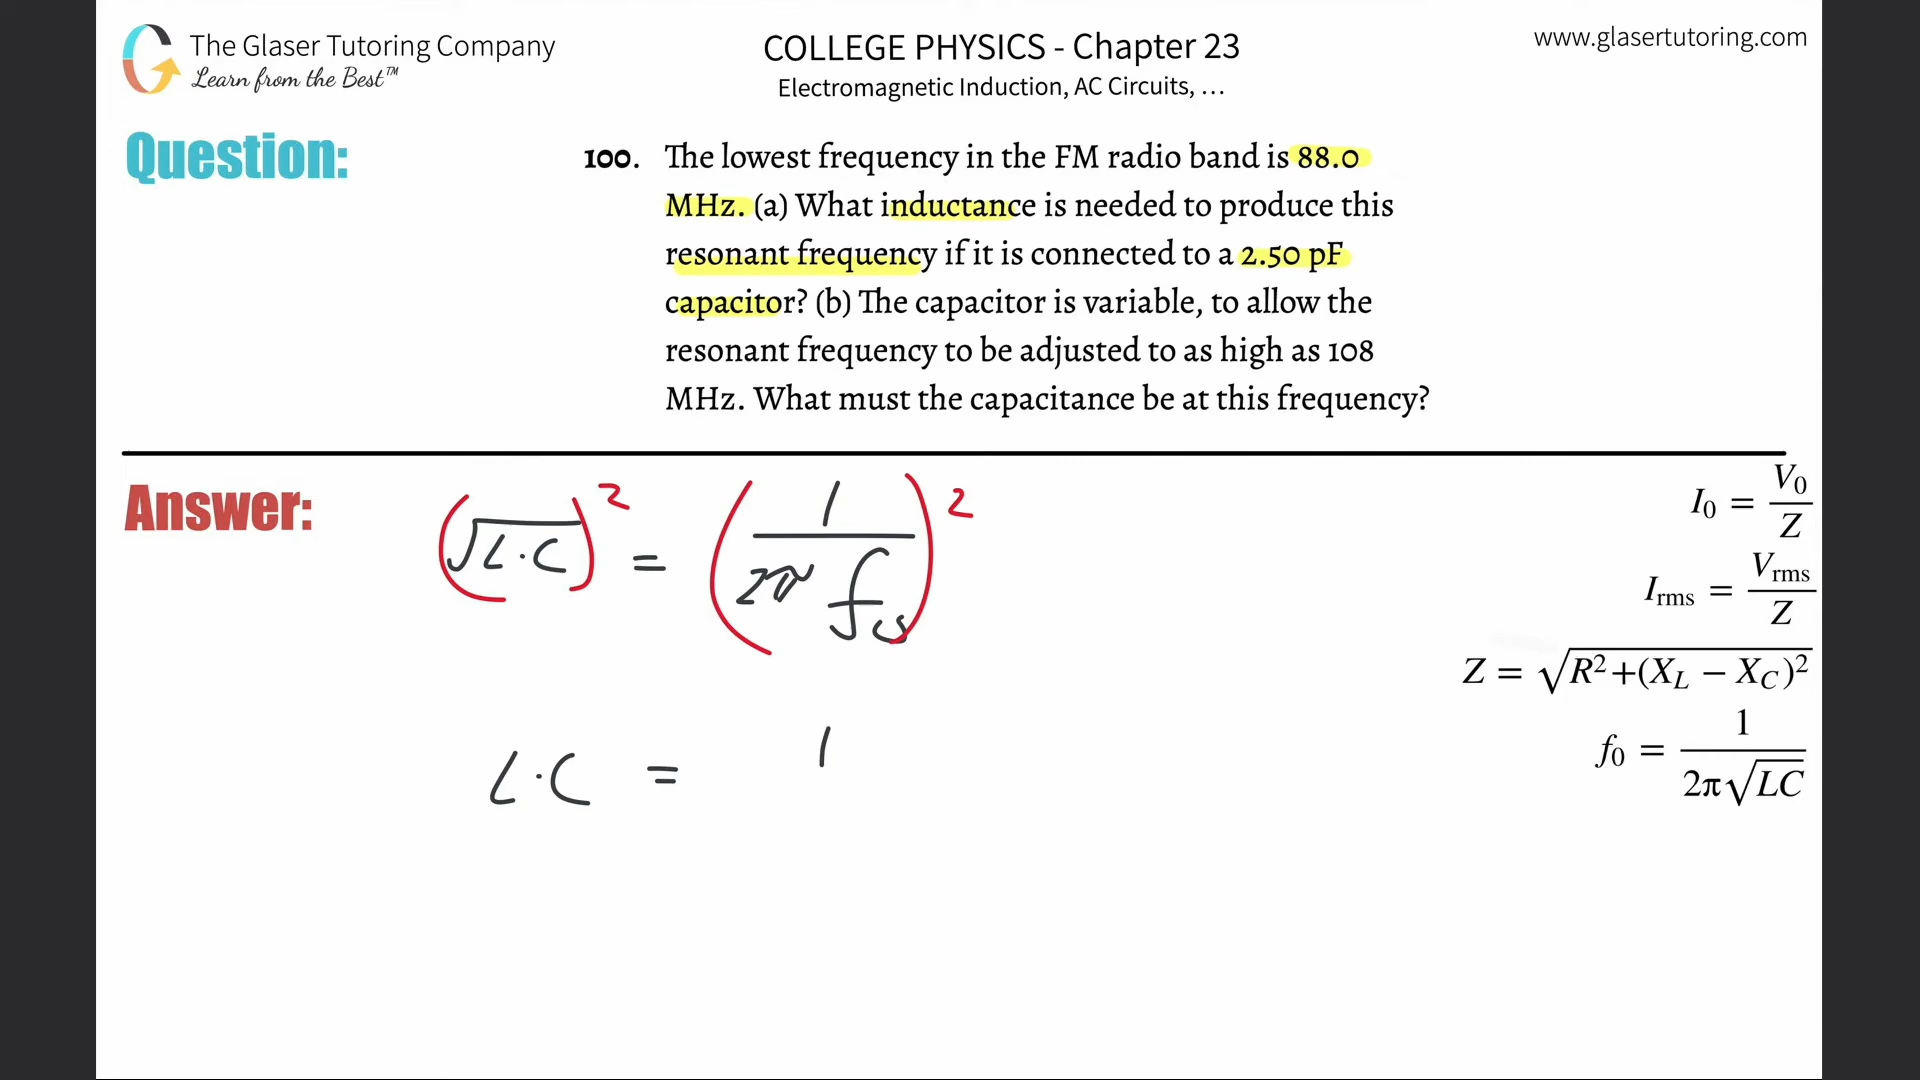 The Glaser Tutoring Company
Learn from the Best™
COLLEGE PHYSICS - Chapter 23
Electromagnetic Induction, AC Circuits, ...
www.glasertutoring.com
Question:
100. The lowest frequency in the FM radio band is 88.0
MHz. (a) What inductance is needed to produce this
resonant frequency if it is connected to a 2.50 pF
capacitor? (b) The capacitor is variable, to allow the
resonant frequency to be adjusted to as high as 108
MHz. What must the capacitance be at this frequency?
Answer:
(√L·C)² = (1/2π f₀)²
L·C = 1
I₀ = V₀/Z
Irms = Vrms/Z
Z = √R²+(X_L − X_C)²
f₀ = 1/2π√LC